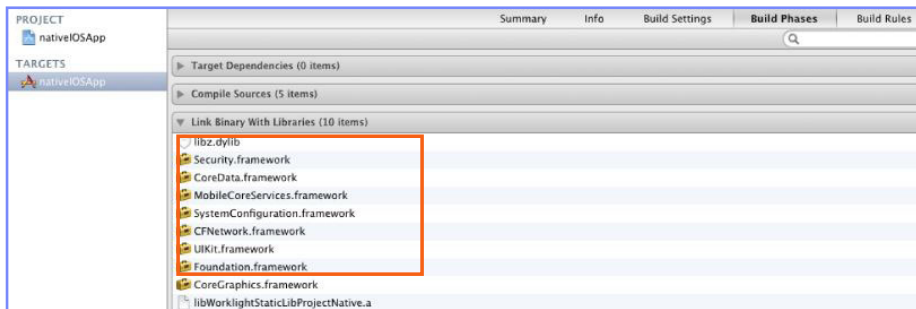 PROJECT
nativeIOSApp
TARGETS
nativeIOSApp
Summary Info Build Settings Build Phases Build Rules
Target Dependencies (0 items)
Compile Sources (5 items)
Link Binary With Libraries (10 items)
libz.dylib
Security.framework
CoreData.framework
MobileCoreServices.framework
SystemConfiguration.framework
CFNetwork.framework
UIKit.framework
Foundation.framework
CoreGraphics.framework
libWorklightStaticLibProjectNative.a